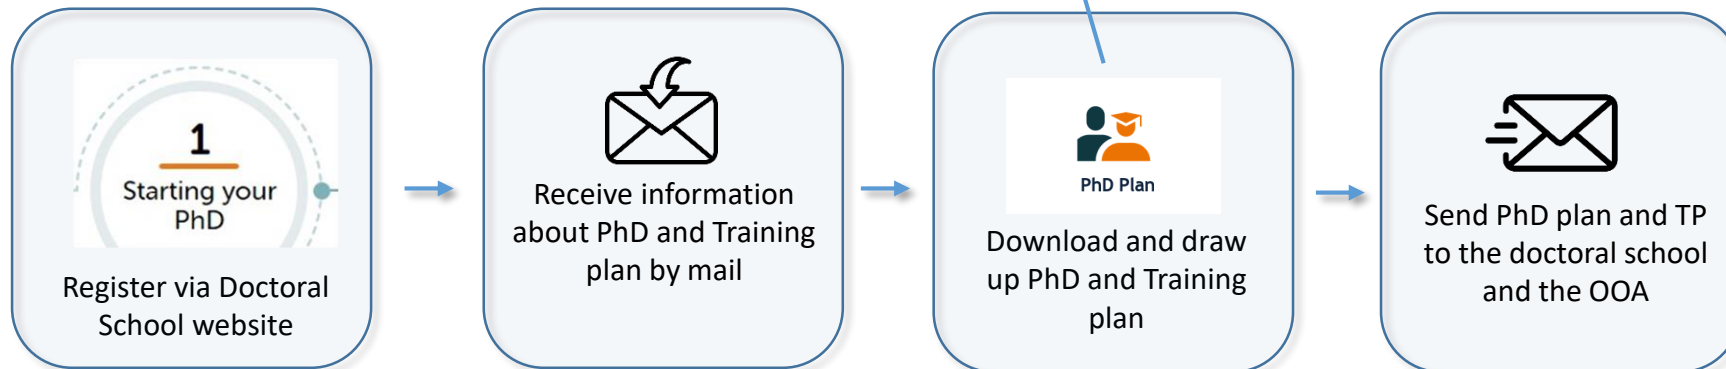 1
Starting your
PhD
Register via Doctoral
School website
Receive information
about PhD and Training
plan by mail
PhD Plan
Download and draw
up PhD and Training
plan
Send PhD plan and TP
to the doctoral school
and the OOA